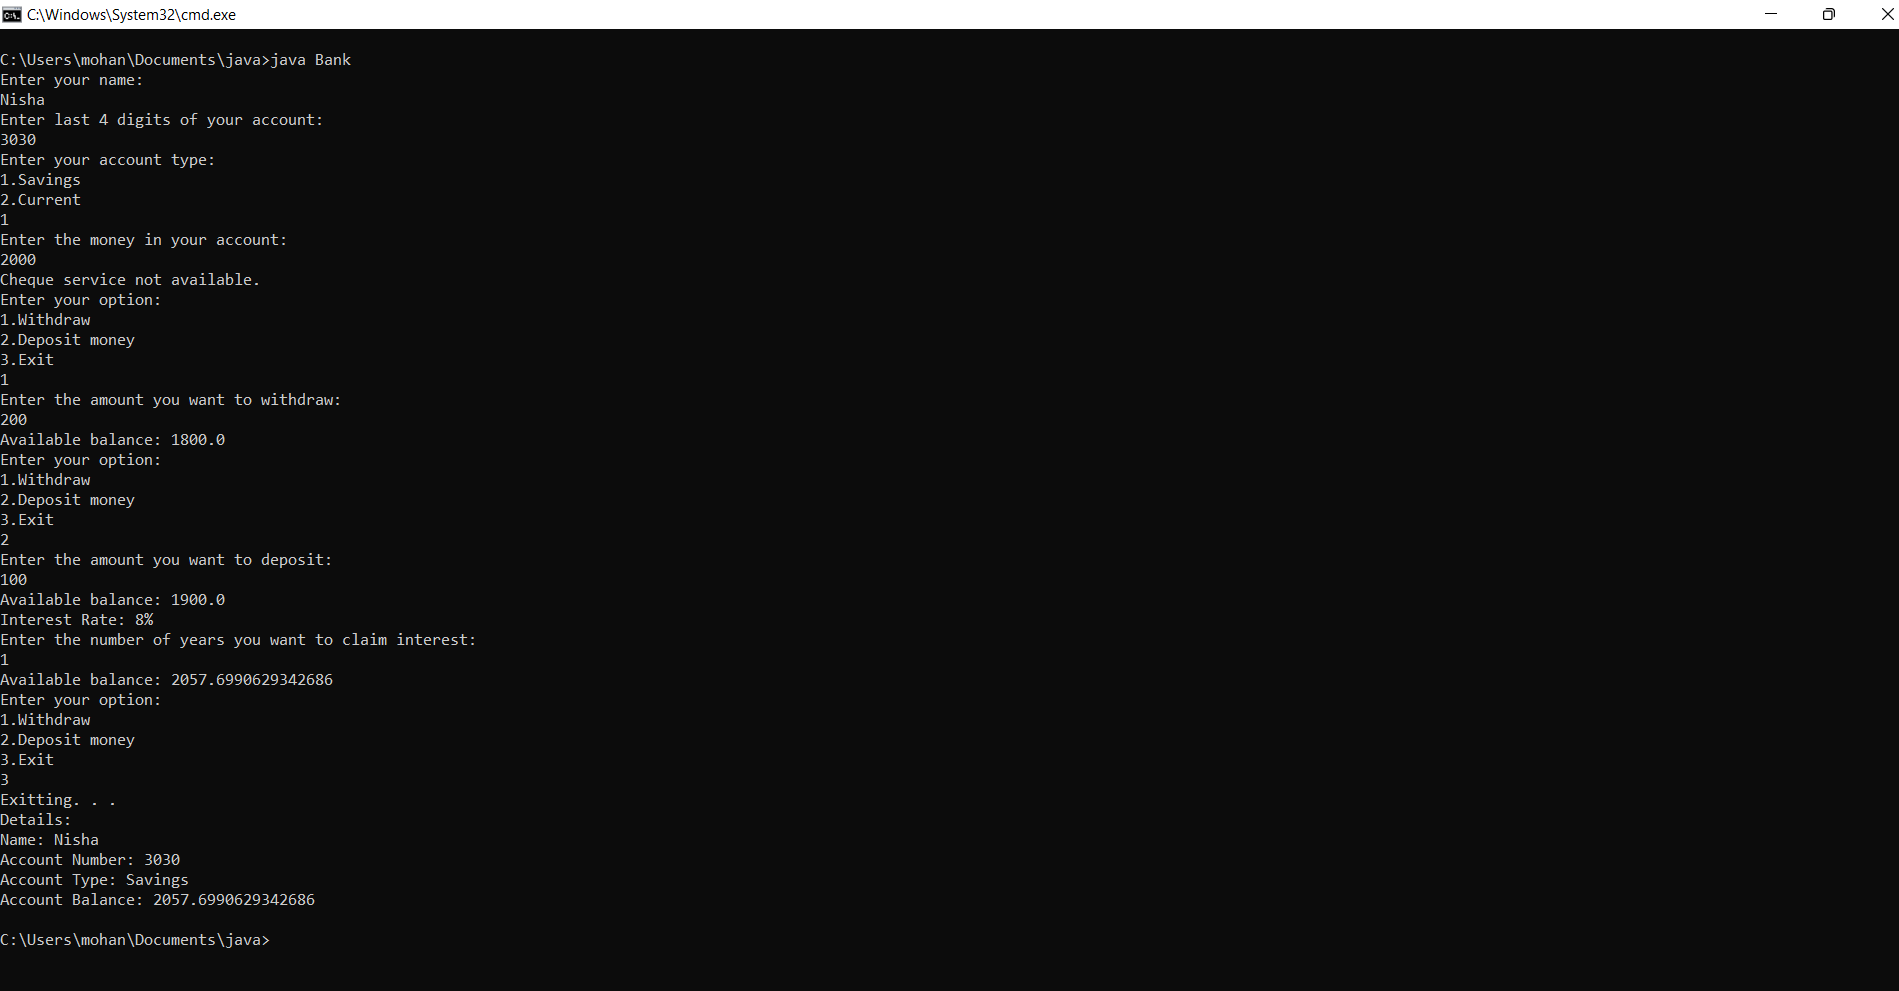 C:\Windows\System32\cmd.exe
C:\Users\mohan\Documents\java>java Bank
Enter your name:
Nisha
Enter last 4 digits of your account:
3030
Enter your account type:
1.Savings
2.Current
1
Enter the money in your account:
2000
Cheque service not available.
Enter your option:
1.Withdraw
2.Deposit money
3.Exit
1
Enter the amount you want to withdraw:
200
Available balance: 1800.0
Enter your option:
1.Withdraw
2.Deposit money
3.Exit
2
Enter the amount you want to deposit:
100
Available balance: 1900.0
Interest Rate: 8%
Enter the number of years you want to claim interest:
1
Available balance: 2057.6990629342686
Enter your option:
1.Withdraw
2.Deposit money
3.Exit
3
Exitting. . .
Details:
Name: Nisha
Account Number: 3030
Account Type: Savings
Account Balance: 2057.6990629342686
C:\Users\mohan\Documents\java>